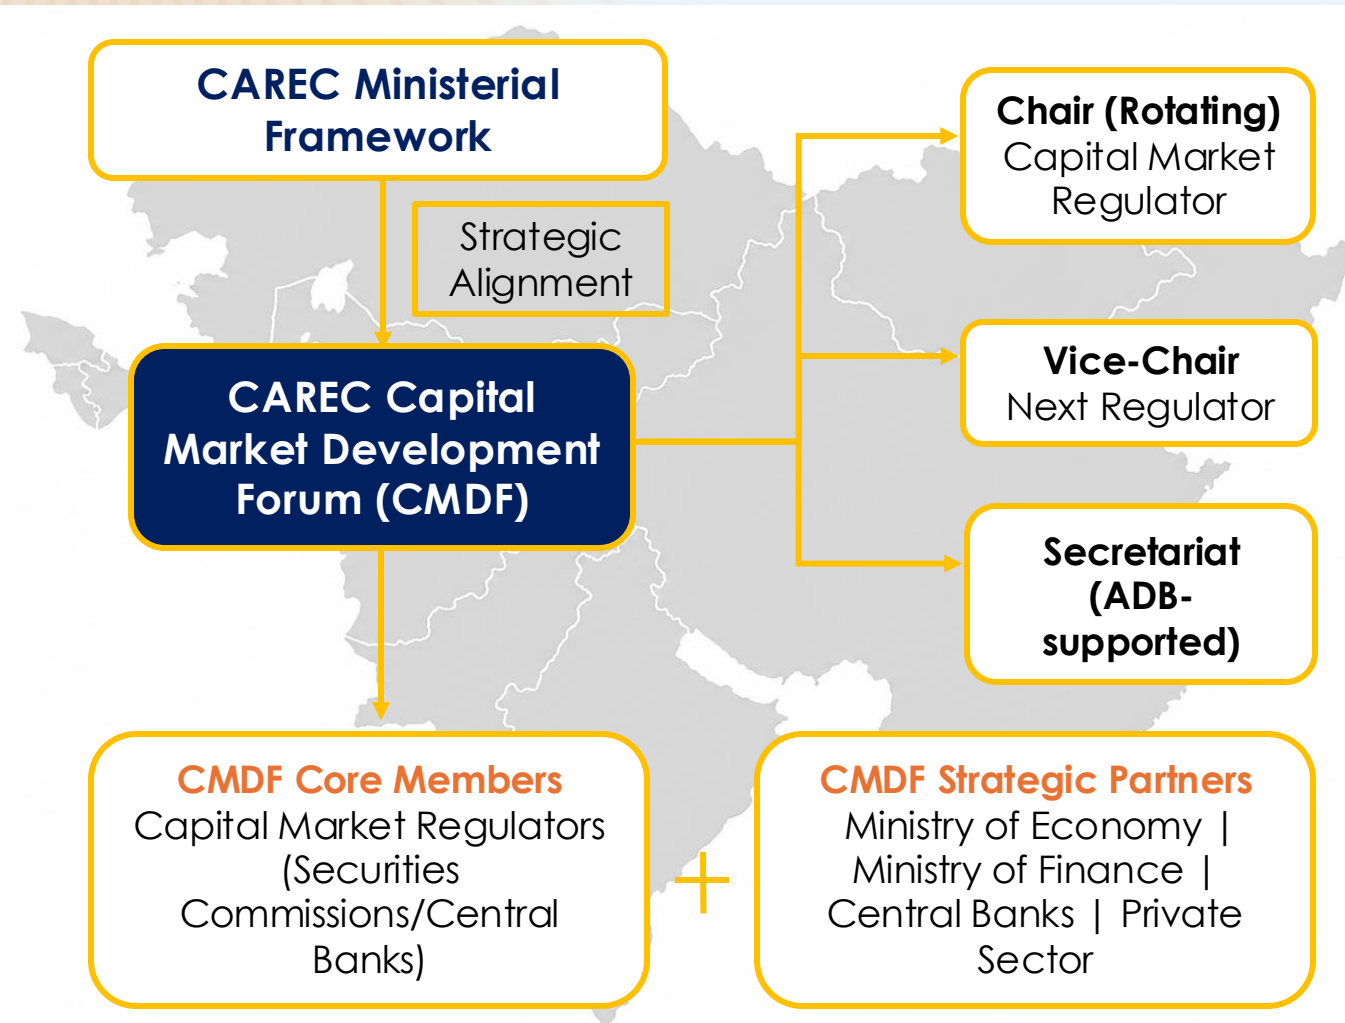 CAREC Ministerial
Framework
Strategic
Alignment
CAREC Capital
Market Development
Forum (CMDF)
Chair (Rotating)
Capital Market
Regulator
Vice-Chair
Next Regulator
Secretariat
(ADB-
supported)
CMDF Core Members
Capital Market Regulators
(Securities
Commissions/Central
Banks)
CMDF Strategic Partners
Ministry of Economy |
Ministry of Finance |
Central Banks | Private
Sector